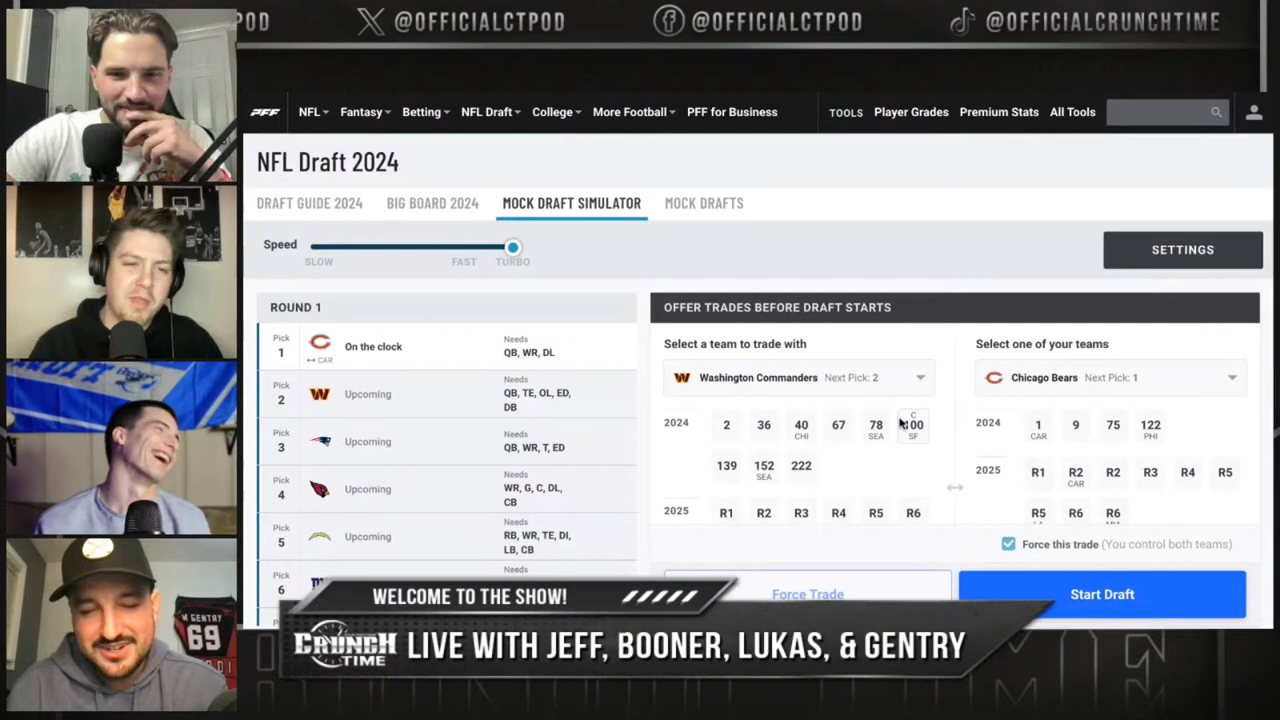 POD
@OFFICIALCTPOD
@OFFICIALCTPOD
@OFFICIALCRUNCHTIME
PFF
NFL
Fantasy
Betting
NFL Draft
College
More Football
PFF for Business
TOOLS
Player Grades
Premium Stats
All Tools
NFL Draft 2024
DRAFT GUIDE 2024
BIG BOARD 2024
MOCK DRAFT SIMULATOR
MOCK DRAFTS
Speed
SLOW
FAST
TURBO
SETTINGS
ROUND 1
Pick
1
CAR
On the clock
Needs
QB, WR, DL
Pick
2
Upcoming
Needs
QB, TE, OL, ED,
DB
Pick
3
Upcoming
Needs
QB, WR, T, ED
Pick
4
Upcoming
Needs
WR, G, C, DL,
CB
Pick
5
Upcoming
Needs
RB, WR, TE, DI,
LB, CB
Pick
6
Needs
OFFER TRADES BEFORE DRAFT STARTS
Select a team to trade with
Washington Commanders Next Pick: 2
2024
2 36 40 67 78
CHI SEA
C
100
SF
139 152 222
SEA
2025
R1 R2 R3 R4 R5 R6
Select one of your teams
Chicago Bears Next Pick: 1
2024
1 9 75 122
CAR PHI
2025
R1 R2 R2 R3 R4 R5
CAR
R5 R6 R6
Force this trade (You control both teams)
Force Trade
Start Draft
M GENTRY
69
WELCOME TO THE SHOW!
CRUNCH
TIME
LIVE WITH JEFF, BOONER, LUKAS, & GENTRY